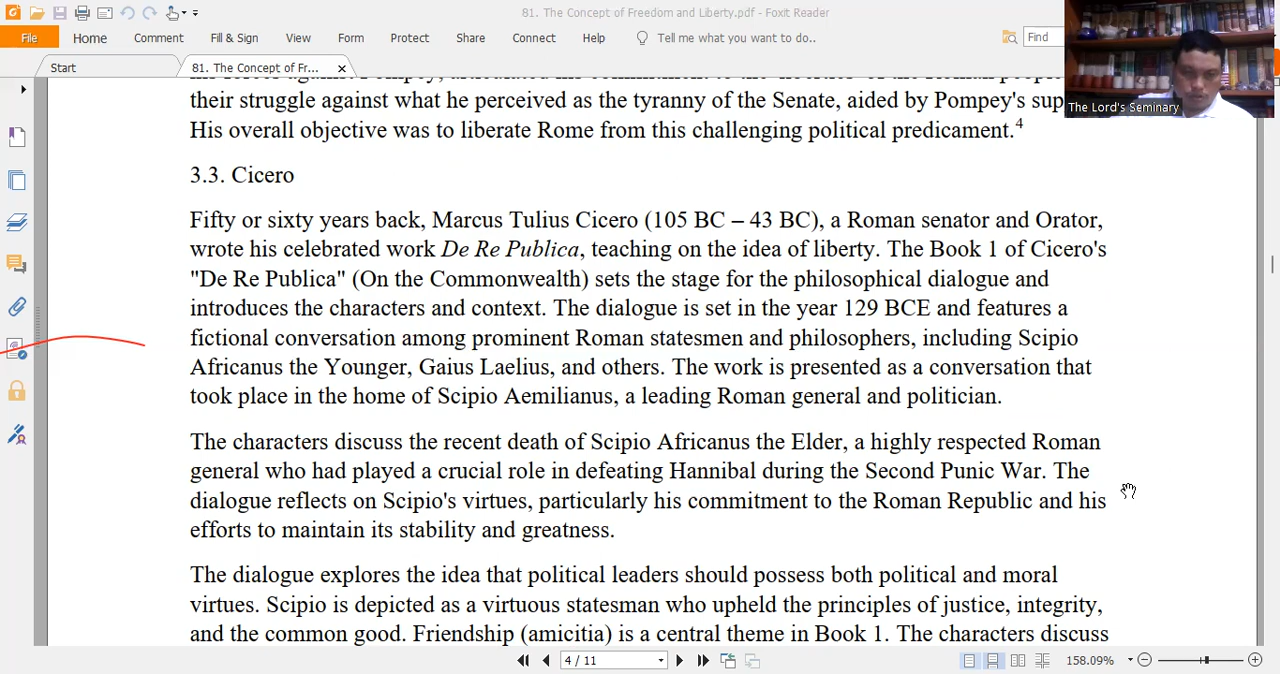 81. The Concept of Freedom and Liberty.pdf - Foxit Reader
File Home Comment Fill & Sign View Form Protect Share Connect Help Tell me what you want to do.. Find
Start 81. The Concept of Fr...
The Lord's Seminary
their struggle against what he perceived as the tyranny of the Senate, aided by Pompey's
His overall objective was to liberate Rome from this challenging political predicament.4
3.3. Cicero
Fifty or sixty years back, Marcus Tulius Cicero (105 BC – 43 BC), a Roman senator and Orator,
wrote his celebrated work De Re Publica, teaching on the idea of liberty. The Book 1 of Cicero's
"De Re Publica" (On the Commonwealth) sets the stage for the philosophical dialogue and
introduces the characters and context. The dialogue is set in the year 129 BCE and features a
fictional conversation among prominent Roman statesmen and philosophers, including Scipio
Africanus the Younger, Gaius Laelius, and others. The work is presented as a conversation that
took place in the home of Scipio Aemilianus, a leading Roman general and politician.
The characters discuss the recent death of Scipio Africanus the Elder, a highly respected Roman
general who had played a crucial role in defeating Hannibal during the Second Punic War. The
dialogue reflects on Scipio's virtues, particularly his commitment to the Roman Republic and his
efforts to maintain its stability and greatness.
The dialogue explores the idea that political leaders should possess both political and moral
virtues. Scipio is depicted as a virtuous statesman who upheld the principles of justice, integrity,
and the common good. Friendship (amicitia) is a central theme in Book 1. The characters discuss
4 / 11
158.09%